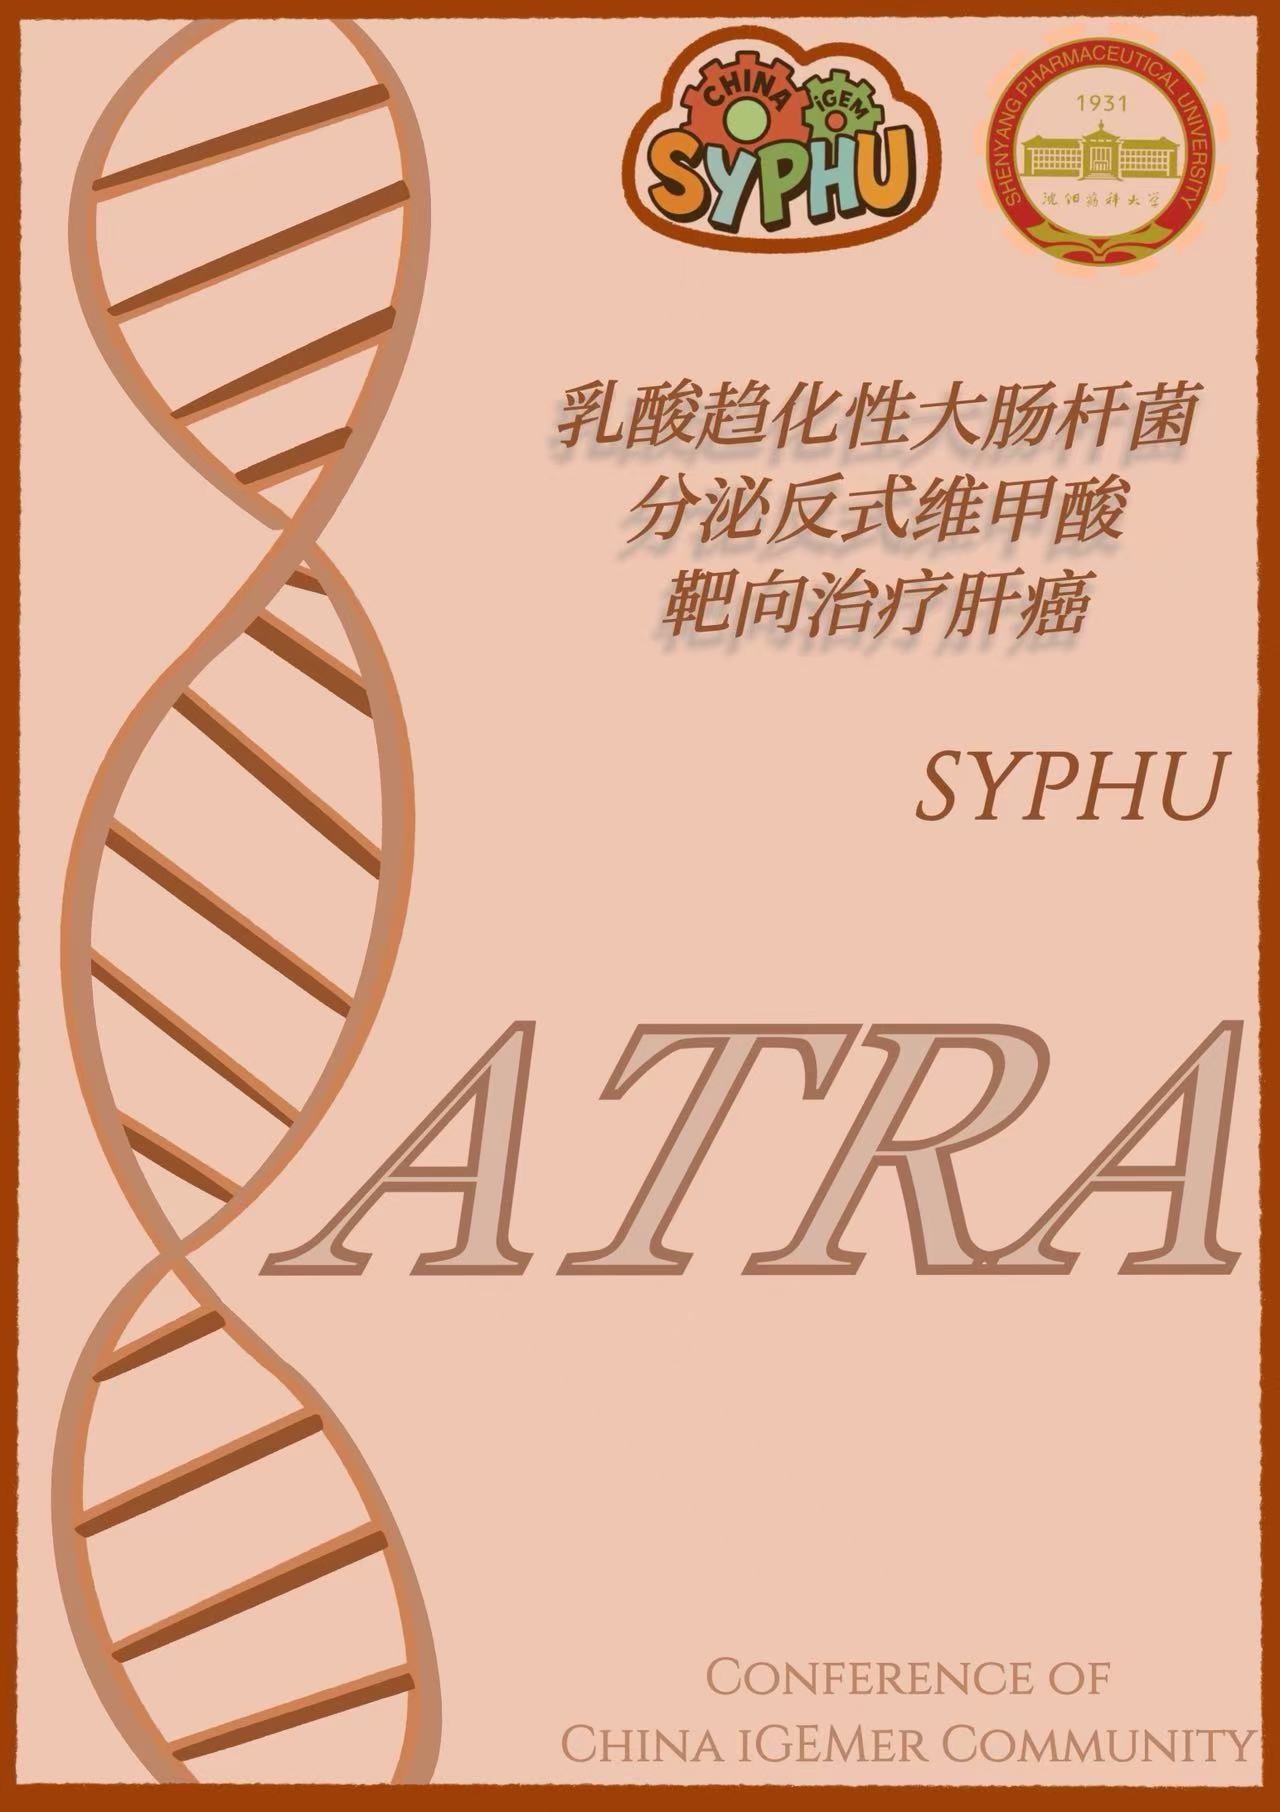 CHINA
iGEM
SYPHU
SHENYANG PHARMACEUTICAL UNIVERSITY
1931
沈阳药科大学
乳酸趋化性大肠杆菌
分泌反式维甲酸
靶向治疗肝癌
SYPHU
ATRA
CONFERENCE OF
CHINA IGEMER COMMUNITY